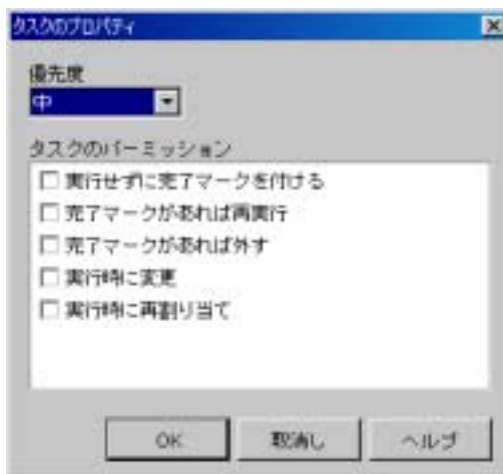 タスクのプロパティ
優先度
中
タスクのパーミッション
実行せずに完了マークを付ける
完了マークがあれば再実行
完了マークがあれば外す
実行時に変更
実行時に再割り当て
OK
取消し
ヘルプ